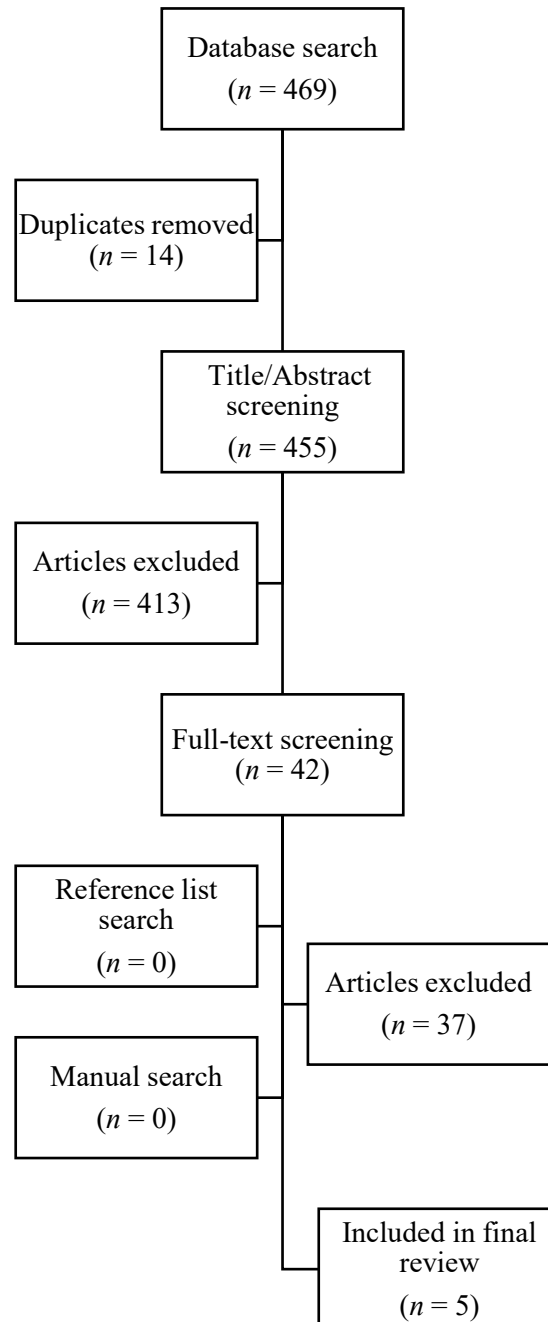 Database search
(n = 469)
Duplicates removed
(n = 14)
Title/Abstract
screening
(n = 455)
Articles excluded
(n = 413)
Full-text screening
(n = 42)
Reference list
search
(n = 0)
Articles excluded
(n = 37)
Manual search
(n = 0)
Included in final
review
(n = 5)